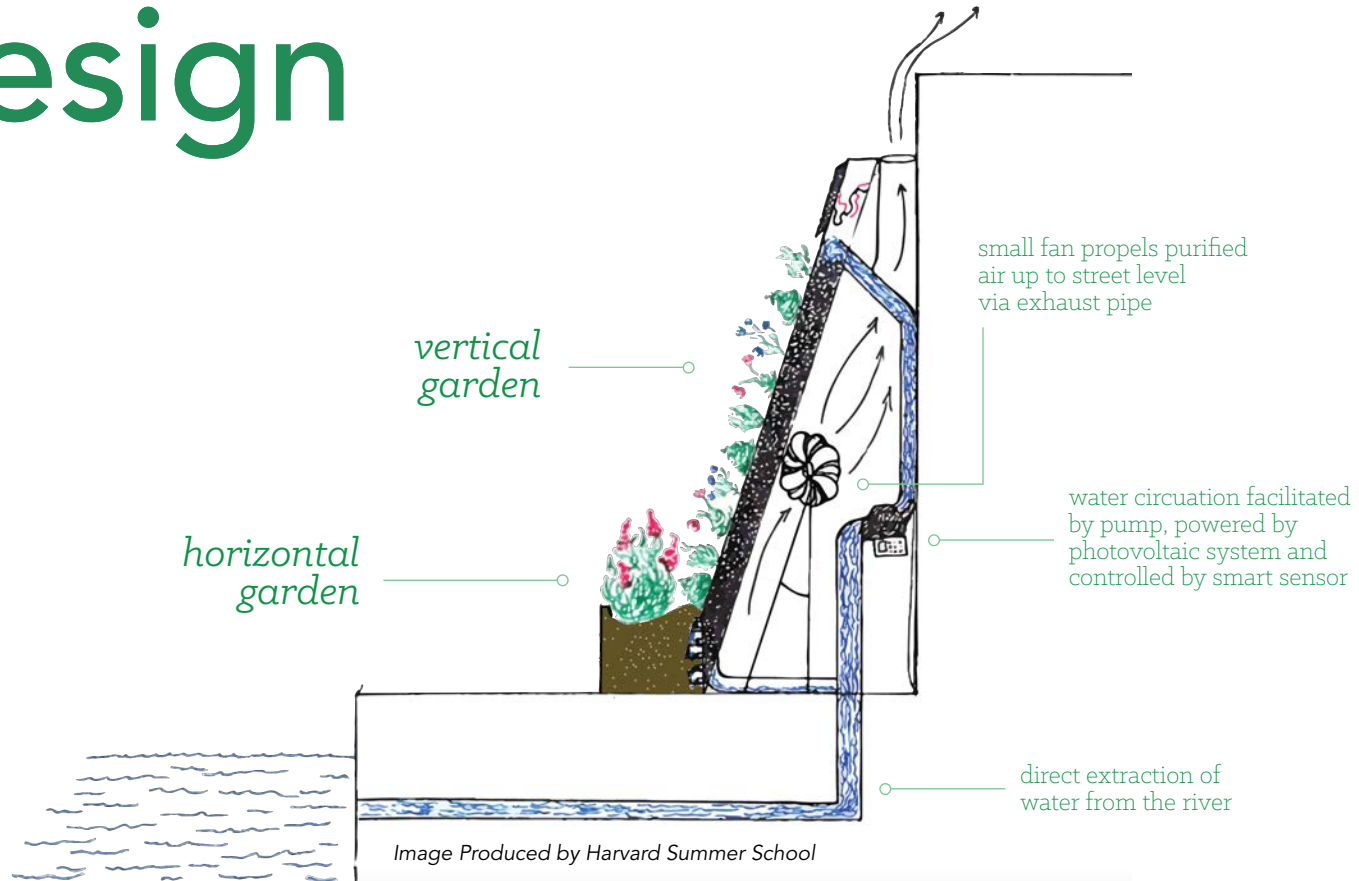 esign
small fan propels purified
air up to street level
via exhaust pipe
vertical
garden
water circuation facilitated
by pump, powered by
photovoltaic system and
controlled by smart sensor
horizontal
garden
direct extraction of
water from the river
Image Produced by Harvard Summer School